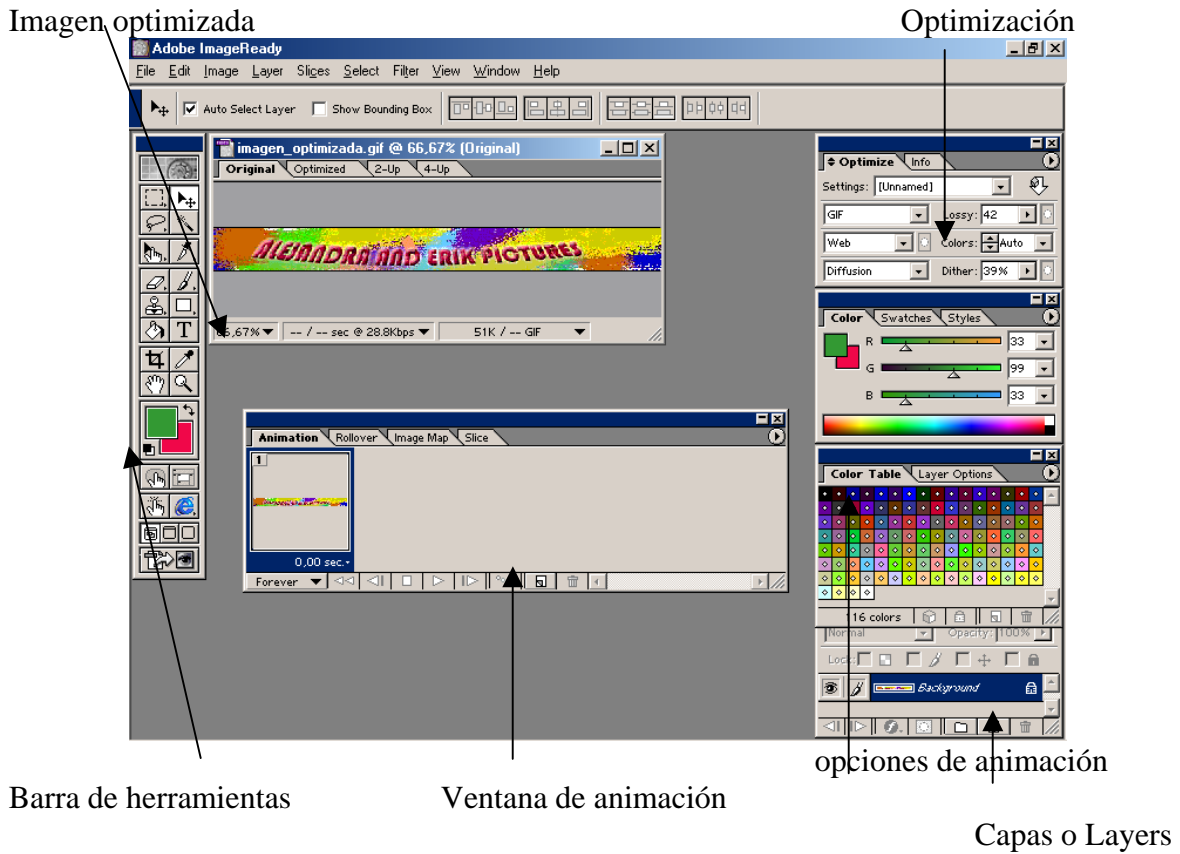 Imagen optimizada
Optimización
Adobe ImageReady
File Edit Image Layer Slices Select Filter View Window Help
Auto Select Layer Show Bounding Box
imagen_optimizada.gif @ 66,67% (Original)
Original Optimized 2-Up 4-Up
ALEJANDRA AND ERIK PICTURES
66,67% -- / -- sec @ 28.8Kbps 51K / -- GIF
Optimize Info
Settings: [Unnamed]
GIF Lossy: 42
Web Colors: Auto
Diffusion Dither: 39%
Color Swatches Styles
R 33
G 99
B 33
Animation Rollover Image Map Slice
1
0,00 sec.
Forever
Color Table Layer Options
116 colors
Normal Opacity: 100%
Lock:
Background
T
opciones de animación
Barra de herramientas
Ventana de animación
Capas o Layers